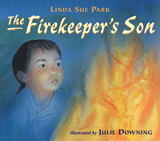 LINDA SUE PARK
THE Firekeeper's Son
Illustrated by JULIE DOWNING